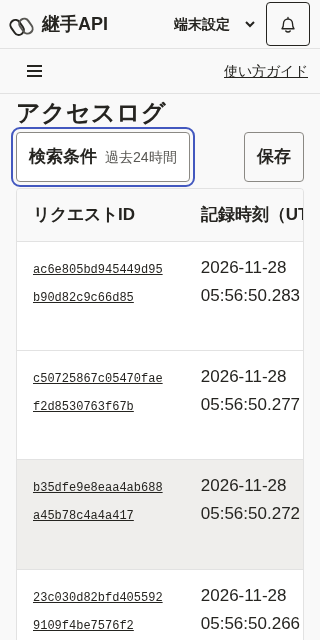 継手API
端末設定
使い方ガイド
アクセスログ
検索条件 過去24時間
保存
リクエストID
記録時刻（UT
ac6e805bd945449d95
b90d82c9c66d85
2026-11-28
05:56:50.283
c50725867c05470fae
f2d8530763f67b
2026-11-28
05:56:50.277
b35dfe9e8eaa4ab688
a45b78c4a4a417
2026-11-28
05:56:50.272
23c030d82bfd405592
9109f4be7576f2
2026-11-28
05:56:50.266